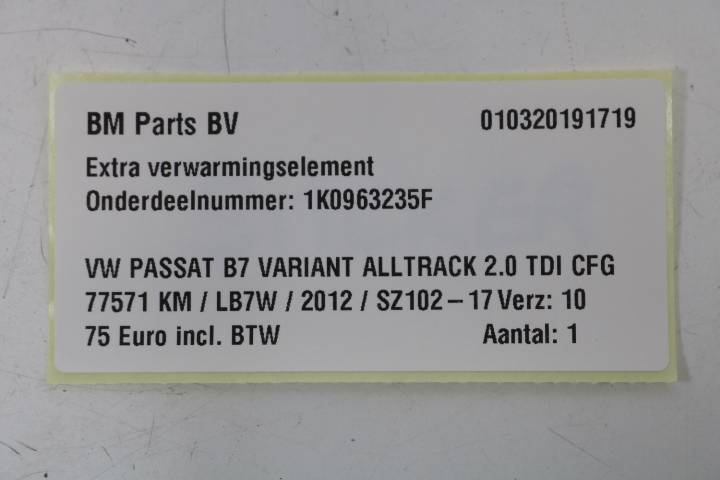 BM Parts BV 010320191719
Extra verwarmingselement
Onderdeelnummer: 1K0963235F
VW PASSAT B7 VARIANT ALLTRACK 2.0 TDI CFG
77571 KM / LB7W / 2012 / SZ102 – 17 Verz: 10
75 Euro incl. BTW Aantal: 1